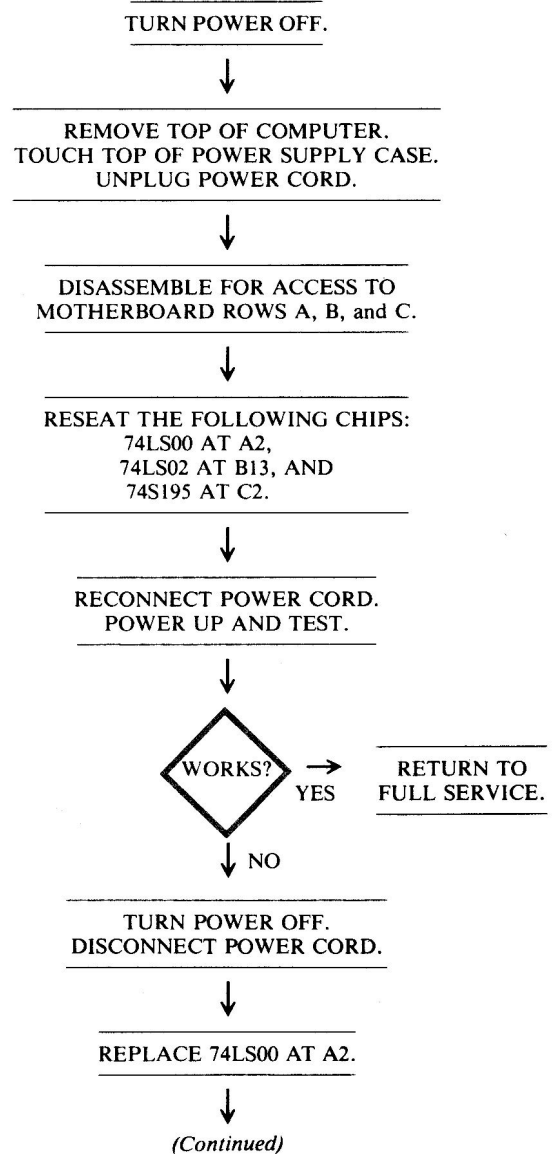 TURN POWER OFF.
REMOVE TOP OF COMPUTER.
TOUCH TOP OF POWER SUPPLY CASE.
UNPLUG POWER CORD.
DISASSEMBLE FOR ACCESS TO
MOTHERBOARD ROWS A, B, and C.
RESEAT THE FOLLOWING CHIPS:
74LS00 AT A2,
74LS02 AT B13, AND
74S195 AT C2.
RECONNECT POWER CORD.
POWER UP AND TEST.
WORKS?
YES
RETURN TO
FULL SERVICE.
NO
TURN POWER OFF.
DISCONNECT POWER CORD.
REPLACE 74LS00 AT A2.
(Continued)